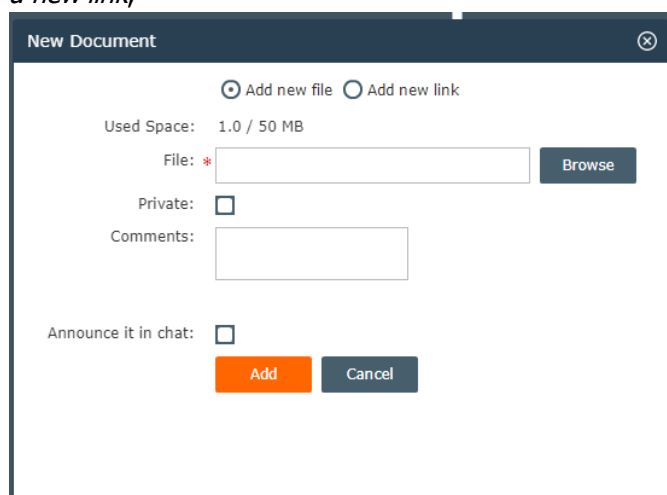 a new link)
New Document
Add new file Add new link
Used Space: 1.0 / 50 MB
File: * Browse
Private:
Comments:
Announce it in chat:
Add Cancel